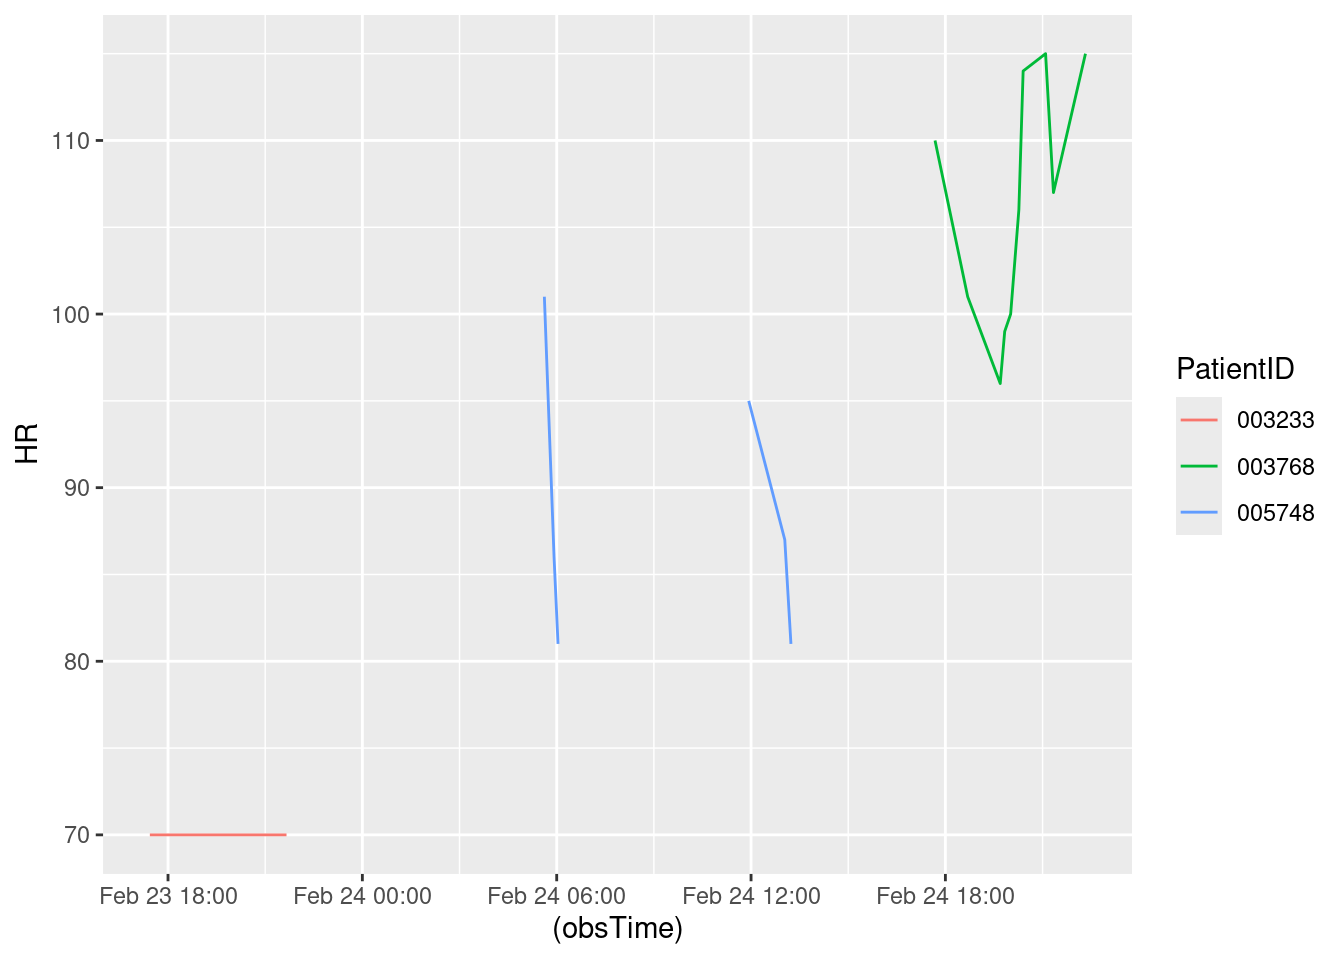 110
100
90
80
70
HR
Feb 23 18:00
Feb 24 00:00
Feb 24 06:00
Feb 24 12:00
Feb 24 18:00
(obsTime)
PatientID
003233
003768
005748